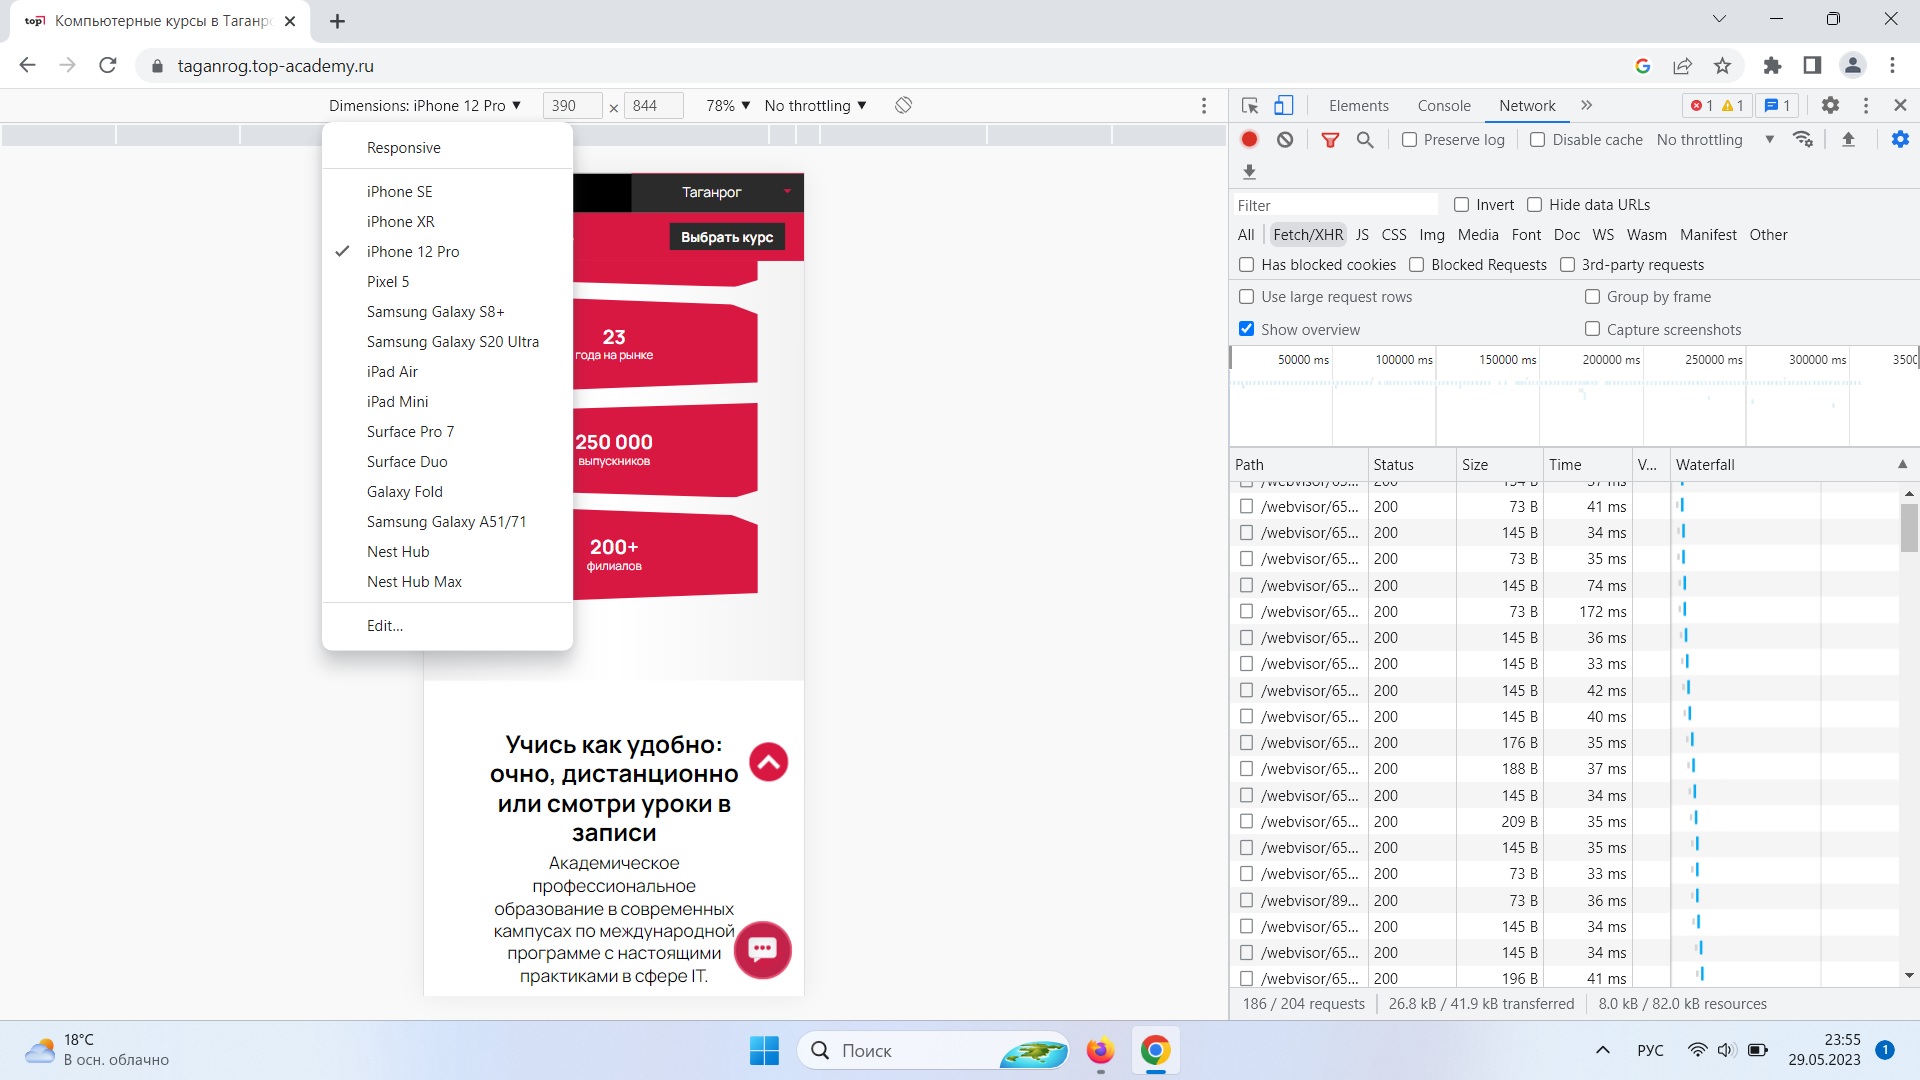 top Компьютерные курсы в Таганр
taganrog.top-academy.ru
Dimensions: iPhone 12 Pro ▼ 390 × 844 78% ▼ No throttling ▼
Responsive
iPhone SE
iPhone XR
iPhone 12 Pro
Pixel 5
Samsung Galaxy S8+
Samsung Galaxy S20 Ultra
iPad Air
iPad Mini
Surface Pro 7
Surface Duo
Galaxy Fold
Samsung Galaxy A51/71
Nest Hub
Nest Hub Max
Edit...
Таганрог
Выбрать курс
23
года на рынке
250 000
выпускников
200+
филиалов
Учись как удобно:
очно, дистанционно
или смотри уроки в
записи
Академическое
профессиональное
образование в современных
кампусах по международной
программе с настоящими
практиками в сфере IT.
Elements Console Network » 1 1 1
Preserve log Disable cache No throttling ▼
Filter Invert Hide data URLs
All Fetch/XHR JS CSS Img Media Font Doc WS Wasm Manifest Other
Has blocked cookies Blocked Requests 3rd-party requests
Use large request rows Group by frame
Show overview Capture screenshots
50000 ms 100000 ms 150000 ms 200000 ms 250000 ms 300000 ms 350
Path Status Size Time V... Waterfall
/webvisor/65... 200 194 B 37 ms
/webvisor/65... 200 73 B 41 ms
/webvisor/65... 200 145 B 34 ms
/webvisor/65... 200 73 B 35 ms
/webvisor/65... 200 145 B 74 ms
/webvisor/65... 200 73 B 172 ms
/webvisor/65... 200 145 B 36 ms
/webvisor/65... 200 145 B 33 ms
/webvisor/65... 200 145 B 42 ms
/webvisor/65... 200 145 B 40 ms
/webvisor/65... 200 176 B 35 ms
/webvisor/65... 200 188 B 37 ms
/webvisor/65... 200 145 B 34 ms
/webvisor/65... 200 209 B 35 ms
/webvisor/65... 200 145 B 35 ms
/webvisor/65... 200 73 B 33 ms
/webvisor/89... 200 73 B 36 ms
/webvisor/65... 200 145 B 34 ms
/webvisor/65... 200 145 B 34 ms
/webvisor/65... 200 196 B 41 ms
186 / 204 requests 26.8 kB / 41.9 kB transferred 8.0 kB / 82.0 kB resources
18°C
В осн. облачно
Поиск
РУС
23:55
29.05.2023
1